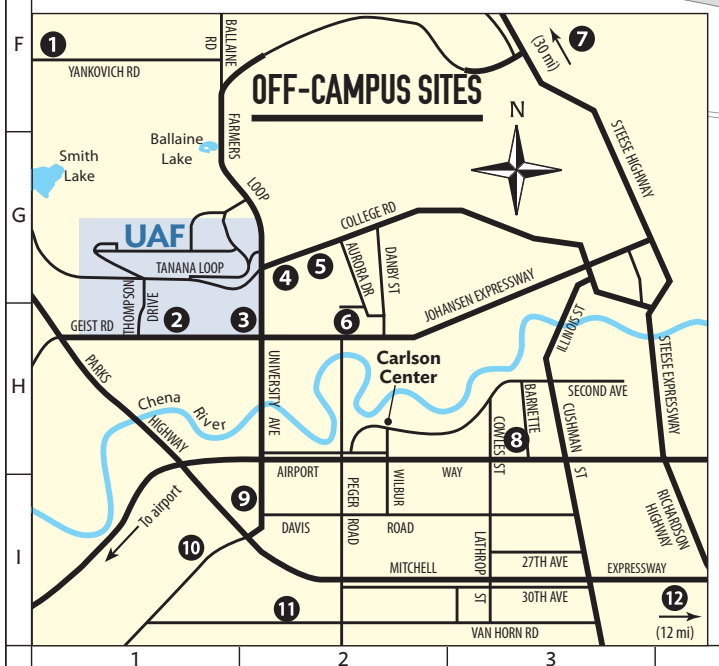 F
1
YANKOVICH RD
BALLAINE
RD
OFF-CAMPUS SITES
7
(30 mi)
N
STEESE HIGHWAY
Ballaine
Lake
FARMERS
LOOP
Smith
Lake
G
UAF
TANANA LOOP
COLLEGE RD
4
5
AURORA DR
DANBY ST
JOHANSEN EXPRESSWAY
THOMPSON
DRIVE
2
3
6
GEIST RD
ILLINOIS ST
H
PARKS
HIGHWAY
Chena
River
UNIVERSITY
AVE
Carlson
Center
SECOND AVE
BARNETTE
COWLES ST
8
CUSHMAN
ST
STEESE EXPRESSWAY
AIRPORT
WAY
PEGER
ROAD
WILBUR
9
To airport
RICHARDSON
HIGHWAY
DAVIS
ROAD
LATHROP
ST
I
10
27TH AVE
MITCHELL
EXPRESSWAY
11
30TH AVE
12
(12 mi)
VAN HORN RD
1
2
3